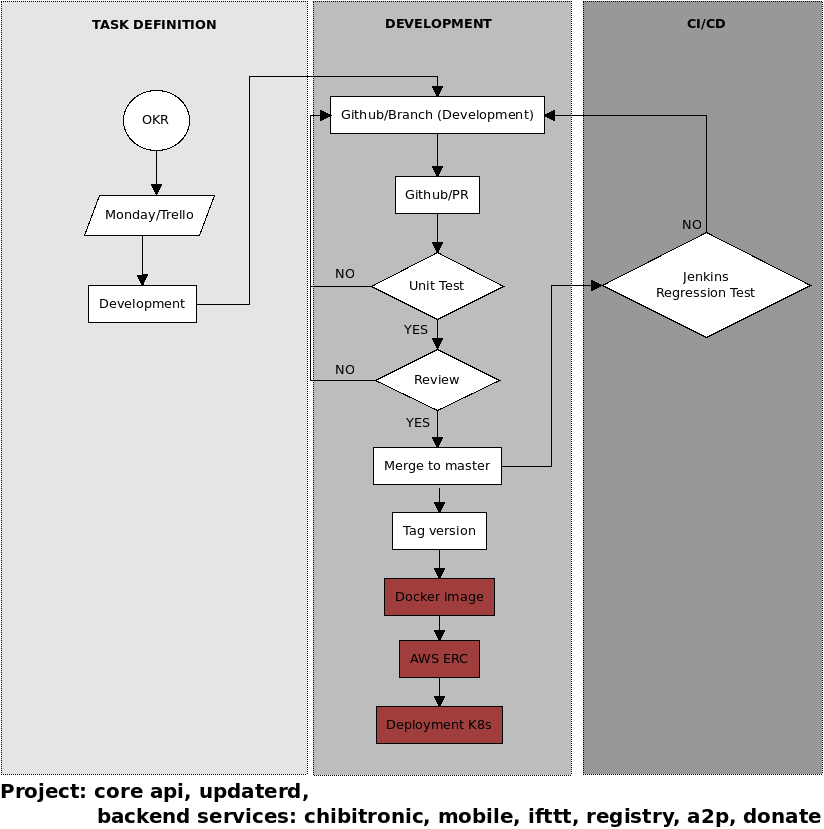 TASK DEFINITION
DEVELOPMENT
CI/CD
OKR
Monday/Trello
Development
Github/Branch (Development)
Github/PR
NO
Unit Test
YES
NO
Review
YES
Merge to master
Tag version
Docker image
AWS ERC
Deployment K8s
NO
Jenkins
Regression Test
Project: core api, updaterd,
backend services: chibitronic, mobile, ifttt, registry, a2p, donate